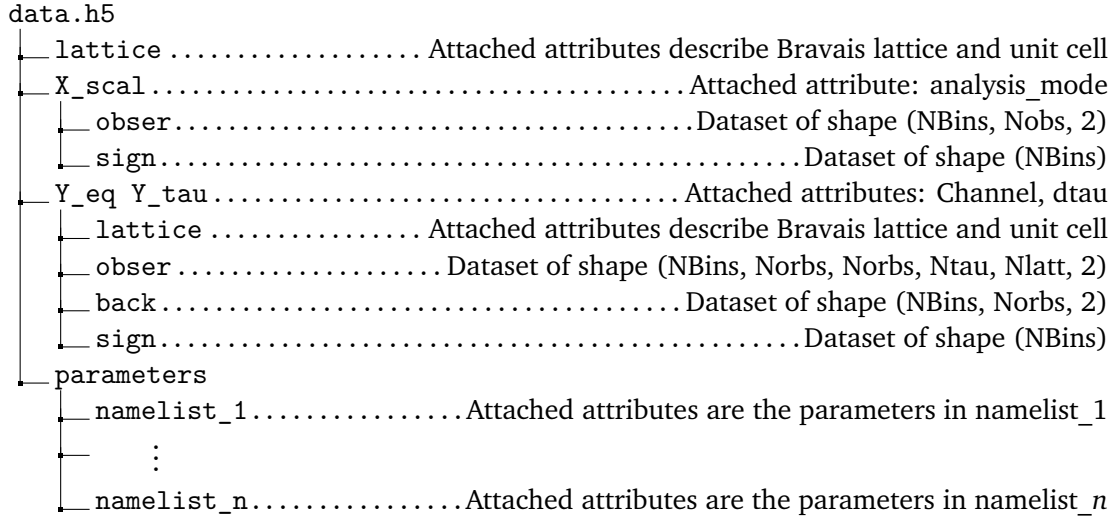 data.h5
lattice ................... Attached attributes describe Bravais lattice and unit cell
X_scal ........................................ Attached attribute: analysis_mode
obser ....................................... Dataset of shape (NBins, Nobs, 2)
sign ................................................ Dataset of shape (NBins)
Y_eq Y_tau ................................... Attached attributes: Channel, dtau
lattice ................ Attached attributes describe Bravais lattice and unit cell
obser .................... Dataset of shape (NBins, Norbs, Norbs, Ntau, Nlatt, 2)
back ....................................... Dataset of shape (NBins, Norbs, 2)
sign ................................................ Dataset of shape (NBins)
parameters
namelist_1 ................ Attached attributes are the parameters in namelist_1
⋮
namelist_n ................ Attached attributes are the parameters in namelist_n